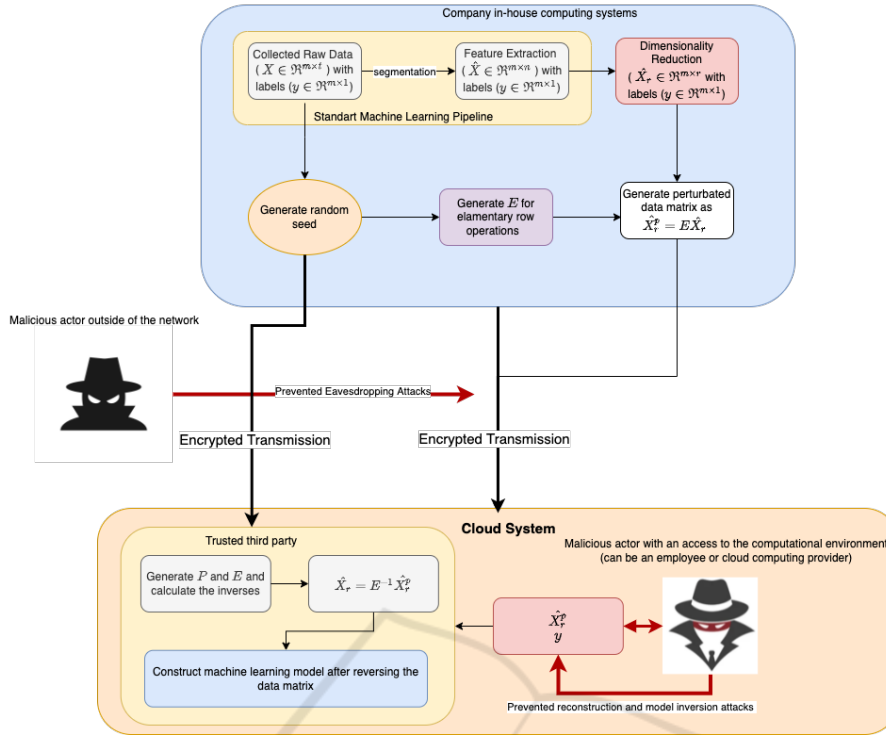 Company in-house computing systems
Collected Raw Data
( X ∈ ℜ^{m×t} ) with
labels (y ∈ ℜ^{m×1})
segmentation
Feature Extraction
( X̂ ∈ ℜ^{m×n} ) with
labels (y ∈ ℜ^{m×1})
Dimensionality
Reduction
( X̂_r ∈ ℜ^{m×r} with
labels (y ∈ ℜ^{m×1})
Standart Machine Learning Pipeline
Generate random
seed
Generate E for
elamentary row
operations
Generate perturbated
data matrix as
X̂_r^p = EX̂_r
Malicious actor outside of the network
Prevented Eavesdropping Attacks
Encrypted Transmission
Encrypted Transmission
Cloud System
Trusted third party
Generate P and E and
calculate the inverses
X̂_r = E^{-1} X̂_r^p
Construct machine learning model after reversing the
data matrix
X̂_r^p
y
Malicious actor with an access to the computational environment
(can be an employee or cloud computing provider)
Prevented reconstruction and model inversion attacks